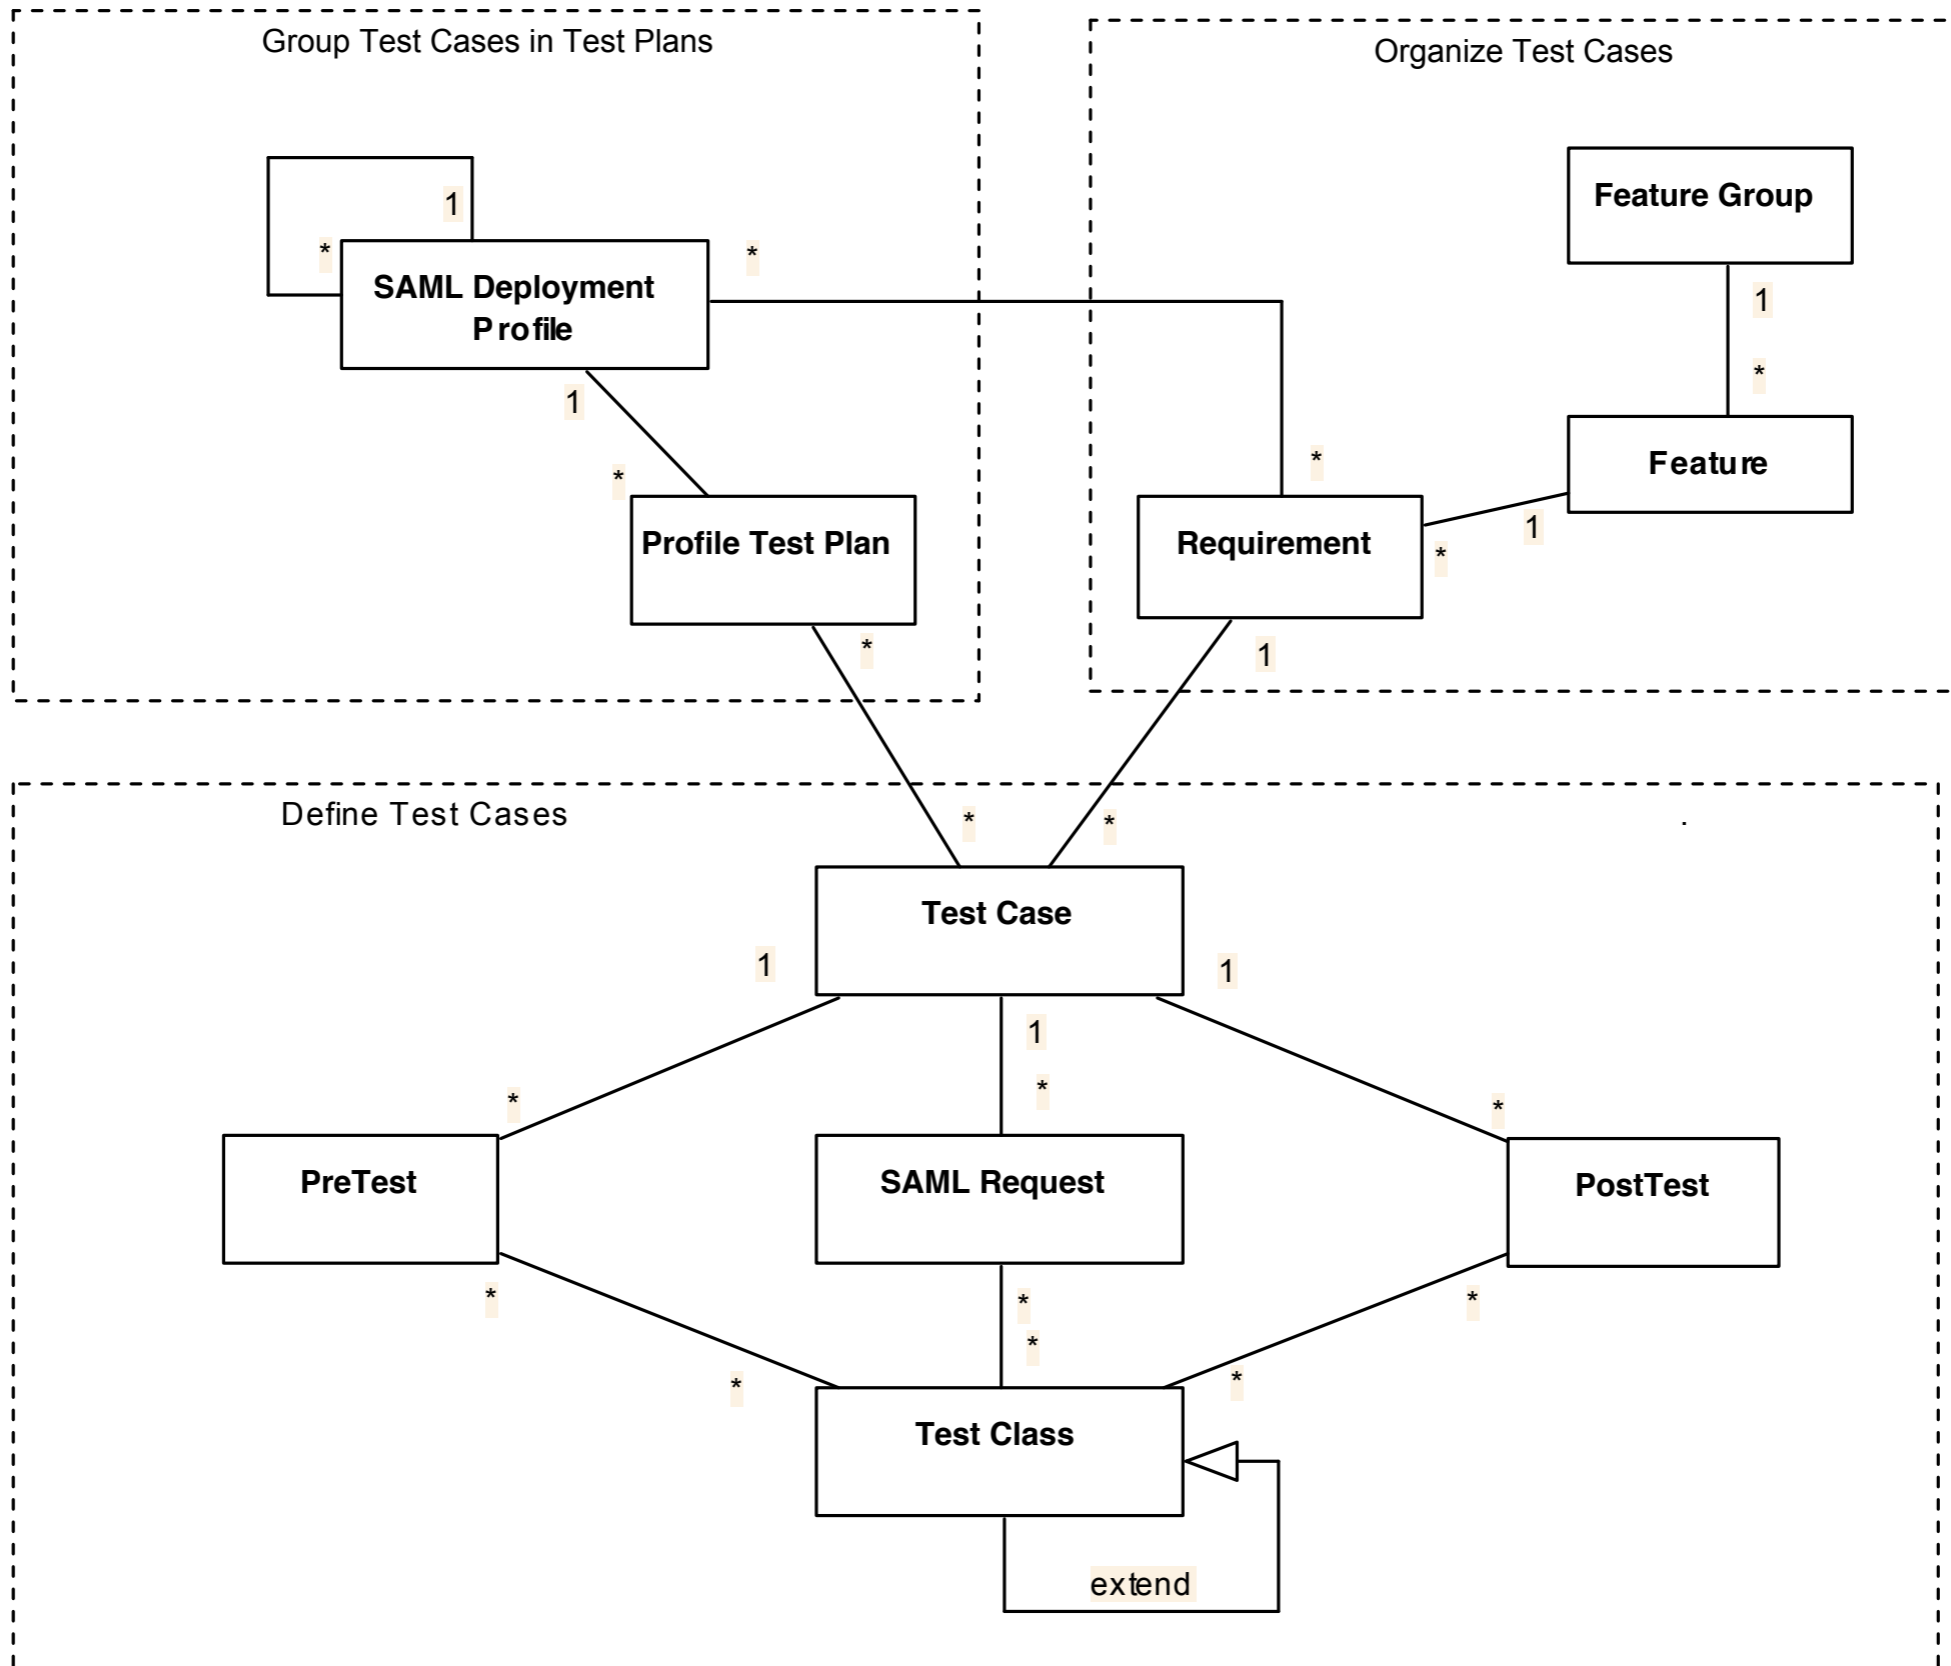 Group Test Cases in Test Plans
Organize Test Cases
Feature Group
1
*
SAML Deployment
Profile
*
1
*
1
*
Feature
*
Profile Test Plan
Requirement
1
*
*
1
Define Test Cases
.
*
*
Test Case
1
1
1
*
*
*
PreTest
SAML Request
PostTest
*
*
*
*
*
*
Test Class
extend